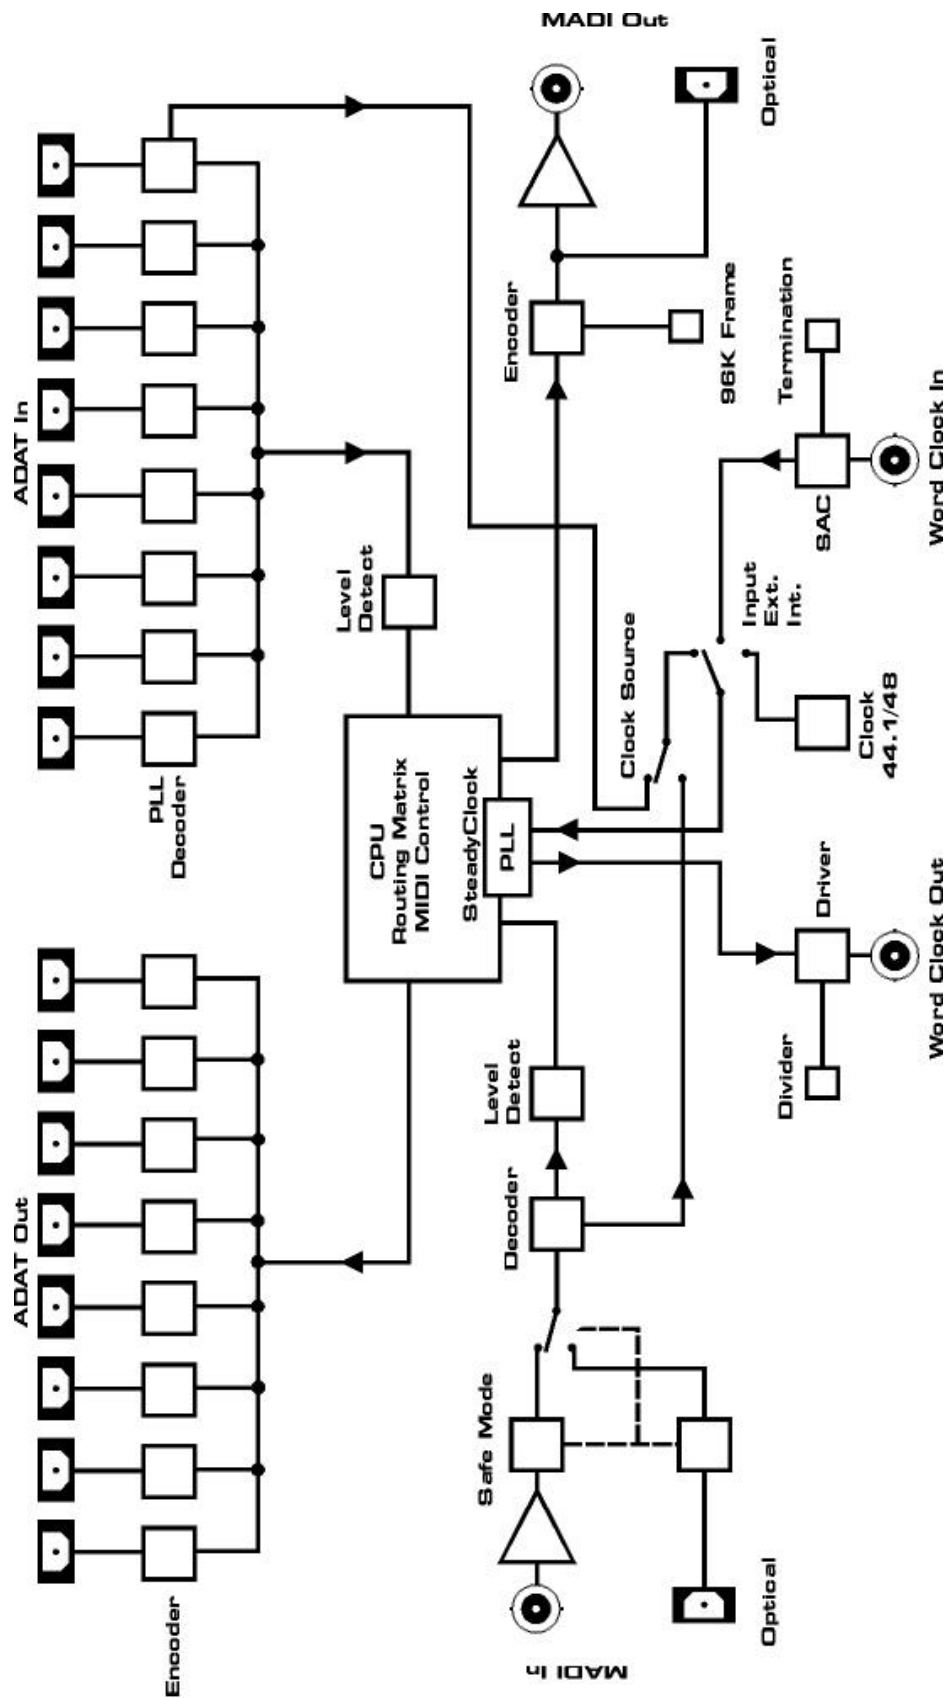 MADI Out
Optical
ADAT In
PLL
Decoder
Level
Detect
Encoder
96K Frame
Termination
SAC
Word Clock In
Input
Ext.
Int.
Clock Source
Clock
44.1/48
CPU
Routing Matrix
MIDI Control
SteadyClock
PLL
Driver
Word Clock Out
Divider
ADAT Out
Encoder
Level
Detect
Decoder
Safe Mode
MADI In
Optical